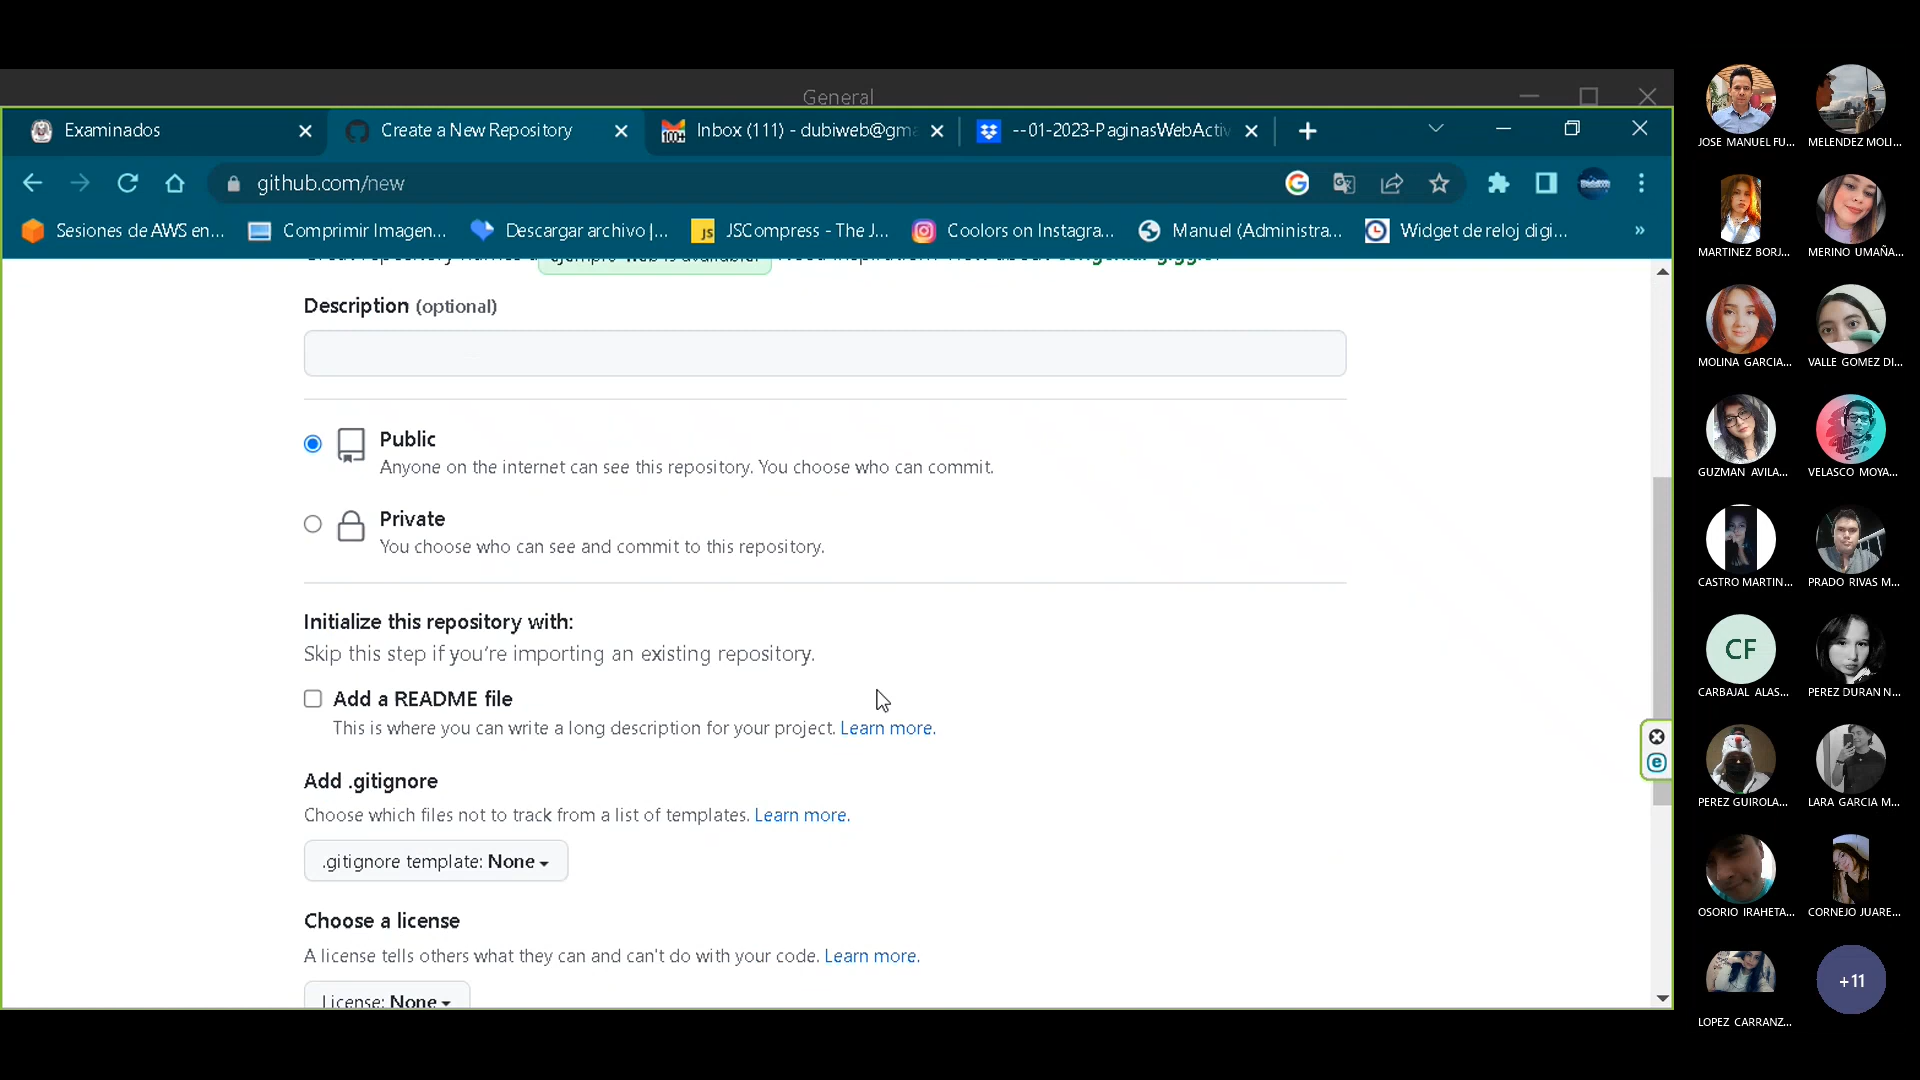 General
Examinados
Create a New Repository
Inbox (111) - dubiweb@gma
--01-2023-PaginasWebActiv
github.com/new
Sesiones de AWS en...
Comprimir Imagen...
Descargar archivo |...
JS
JSCompress - The J...
Coolors on Instagra...
Manuel (Administra...
Widget de reloj digi...
»
Description (optional)
Public
Anyone on the internet can see this repository. You choose who can commit.
Private
You choose who can see and commit to this repository.
Initialize this repository with:
Skip this step if you're importing an existing repository.
Add a README file
This is where you can write a long description for your project. Learn more.
Add .gitignore
Choose which files not to track from a list of templates. Learn more.
.gitignore template: None
Choose a license
A license tells others what they can and can't do with your code. Learn more.
License: None
JOSE MANUEL FU...
MELENDEZ MOLI...
MARTINEZ BORJ...
MERINO UMAÑA...
MOLINA GARCIA...
VALLE GOMEZ DI...
GUZMAN AVILA...
VELASCO MOYA...
CASTRO MARTIN...
PRADO RIVAS M...
CF
CARBAJAL ALAS...
PEREZ DURAN N...
PEREZ GUIROLA...
LARA GARCIA M...
OSORIO IRAHETA...
CORNEJO JUARE...
LOPEZ CARRANZ...
+11